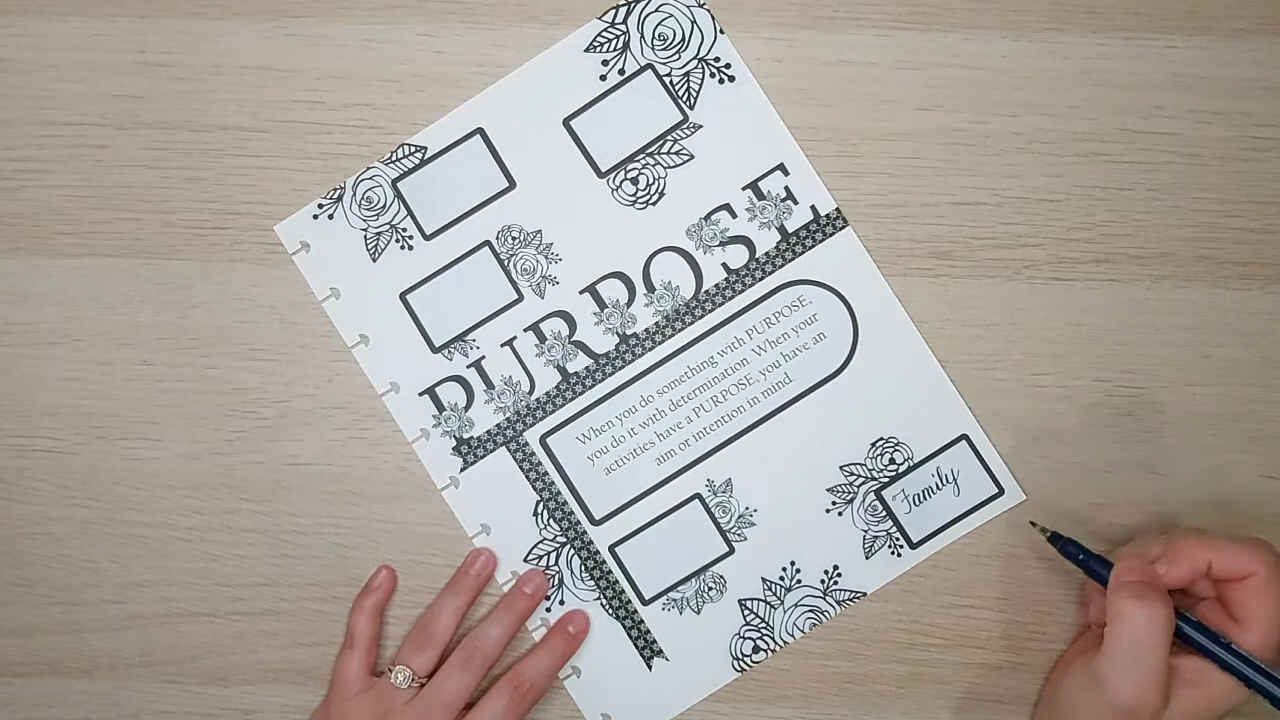 PURPOSE
When you do something with PURPOSE,
you do it with determination. When your
activities have a PURPOSE, you have an
aim or intention in mind.
Family